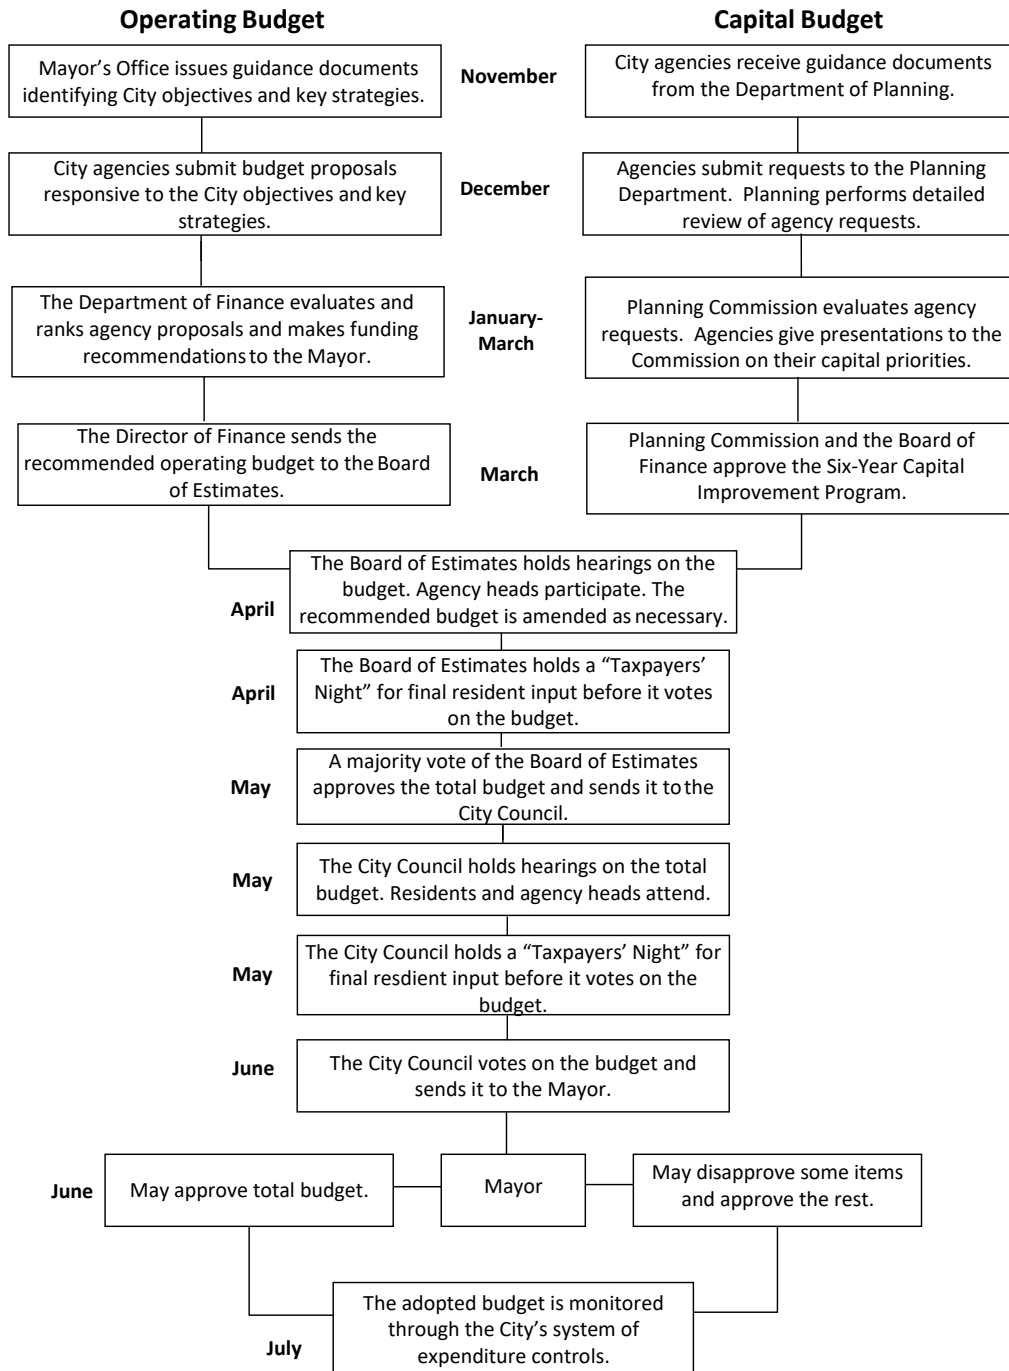 Operating Budget
Capital Budget
Mayor’s Office issues guidance documents
identifying City objectives and key strategies.
November
City agencies receive guidance documents
from the Department of Planning.
City agencies submit budget proposals
responsive to the City objectives and key
strategies.
December
Agencies submit requests to the Planning
Department. Planning performs detailed
review of agency requests.
The Department of Finance evaluates and
ranks agency proposals and makes funding
recommendations to the Mayor.
January-
March
Planning Commission evaluates agency
requests. Agencies give presentations to the
Commission on their capital priorities.
The Director of Finance sends the
recommended operating budget to the Board
of Estimates.
March
Planning Commission and the Board of
Finance approve the Six-Year Capital
Improvement Program.
April
The Board of Estimates holds hearings on the
budget. Agency heads participate. The
recommended budget is amended as necessary.
April
The Board of Estimates holds a “Taxpayers’
Night” for final resident input before it votes
on the budget.
May
A majority vote of the Board of Estimates
approves the total budget and sends it to the
City Council.
May
The City Council holds hearings on the total
budget. Residents and agency heads attend.
May
The City Council holds a “Taxpayers’ Night” for
final resdient input before it votes on the
budget.
June
The City Council votes on the budget and
sends it to the Mayor.
June
May approve total budget.
Mayor
May disapprove some items
and approve the rest.
July
The adopted budget is monitored
through the City’s system of
expenditure controls.